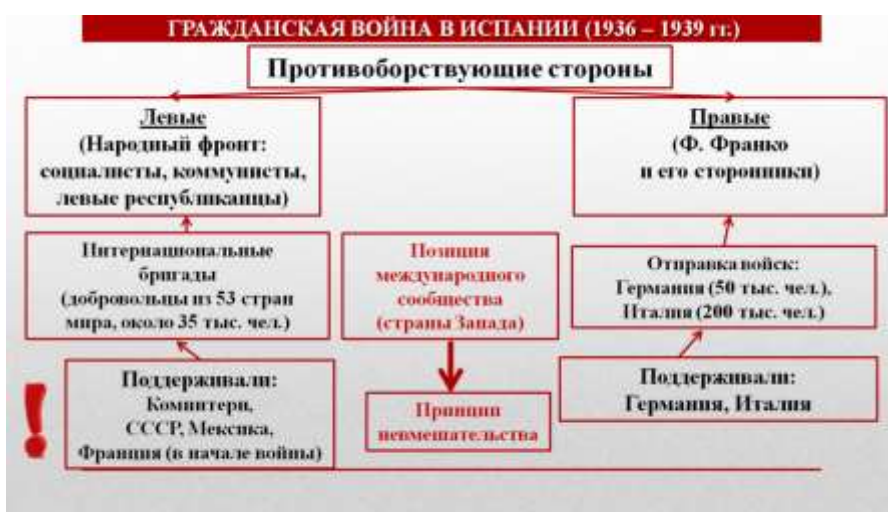 ГРАЖДАНСКАЯ ВОЙНА В ИСПАНИИ (1936 – 1939 гг.)
Противоборствующие стороны
Левые
(Народный фронт:
социалисты, коммунисты,
левые республиканцы)
Правые
(Ф. Франко
и его сторонники)
Интернациональные
бригады
(добровольцы из 53 стран
мира, около 35 тыс. чел.)
Позиция
международного
сообщества
(страны Запада)
Отправка войск:
Германия (50 тыс. чел.),
Италия (200 тыс. чел.)
!
Поддерживали:
Коминтерн,
СССР, Мексика,
Франция (в начале войны)
Принцип
невмешательства
Поддерживали:
Германия, Италия